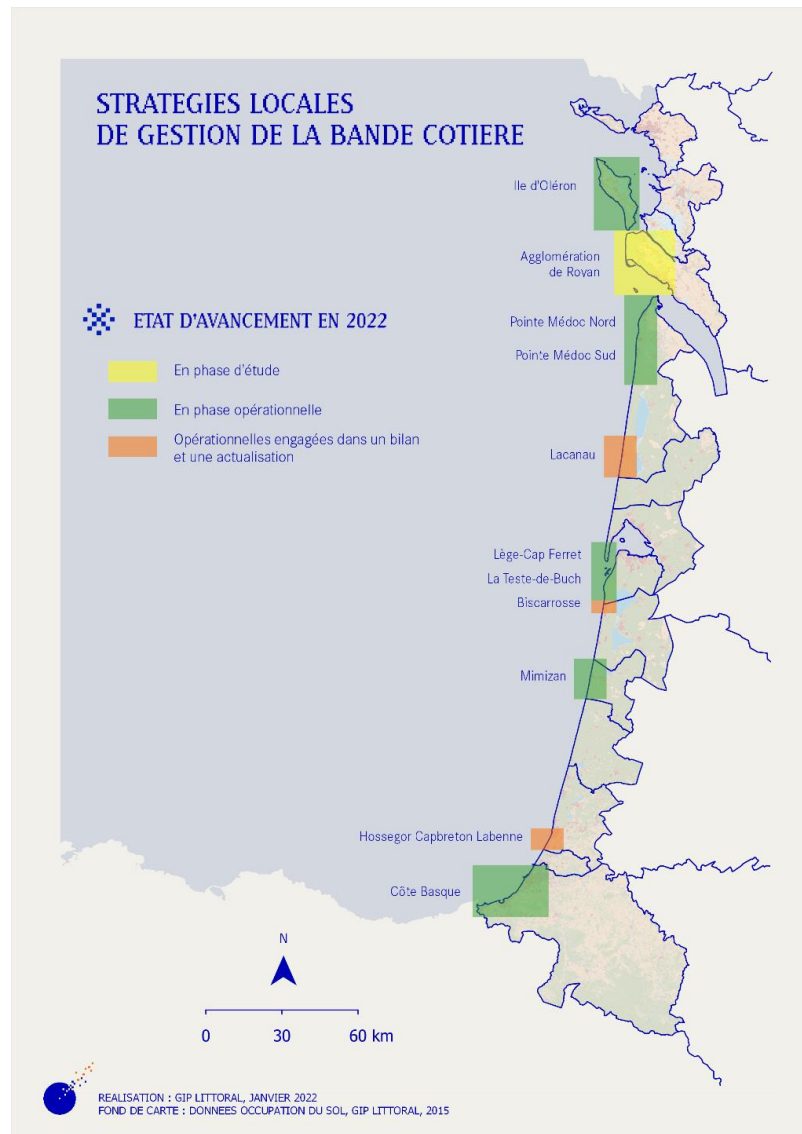 STRATEGIES LOCALES
DE GESTION DE LA BANDE COTIERE
Ile d'Oléron
Agglomération
de Royan
ETAT D'AVANCEMENT EN 2022
Pointe Médoc Nord
Pointe Médoc Sud
En phase d'étude
En phase opérationnelle
Opérationnelles engagées dans un bilan
et une actualisation
Lacanau
Lège-Cap Ferret
La Teste-de-Buch
Biscarrosse
Mimizan
Hossegor Capbreton Labenne
Côte Basque
N
0 30 60 km
REALISATION : GIP LITTORAL, JANVIER 2022
FOND DE CARTE : DONNEES OCCUPATION DU SOL, GIP LITTORAL, 2015